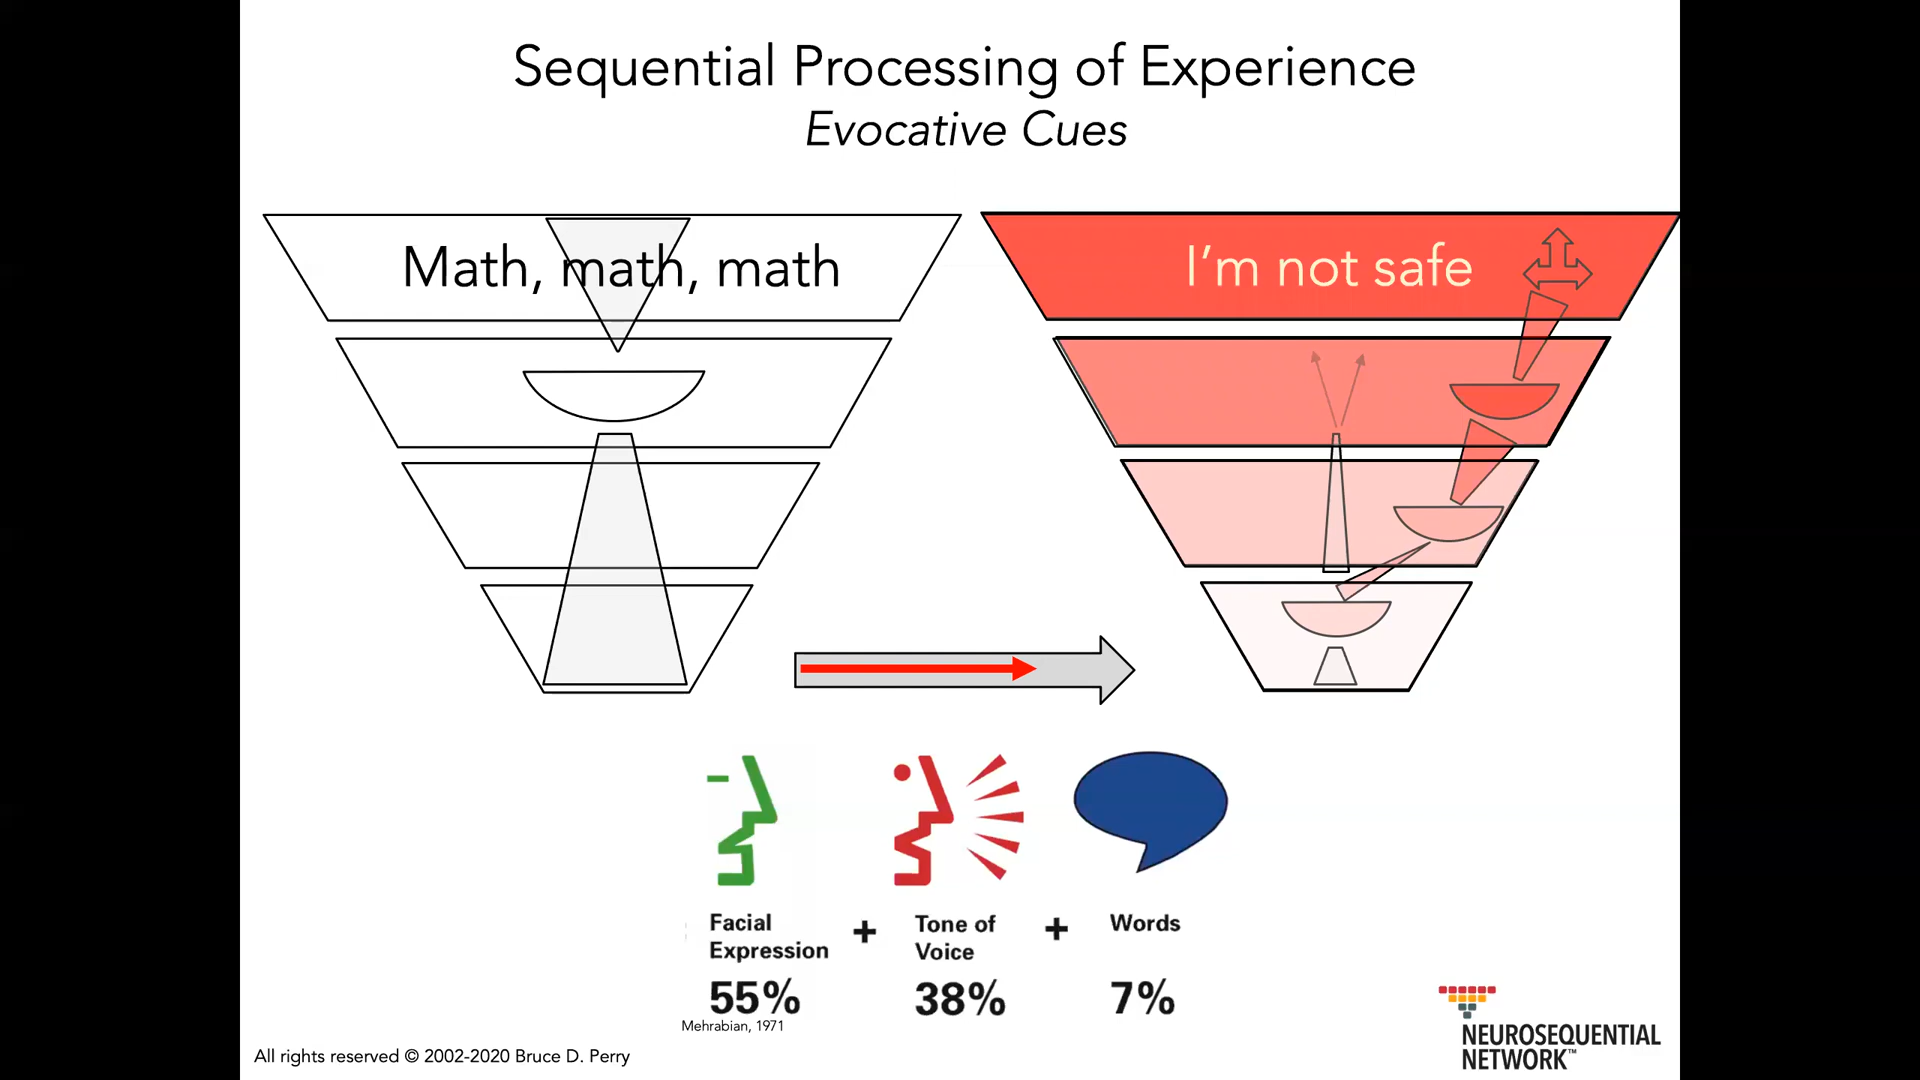 Sequential Processing of Experience
Evocative Cues
Math, math, math
I'm not safe
Facial Expression
+
Tone of Voice
+
Words
55%
38%
7%
Mehrabian, 1971
All rights reserved © 2002-2020 Bruce D. Perry
NEUROSEQUENTIAL
NETWORK™